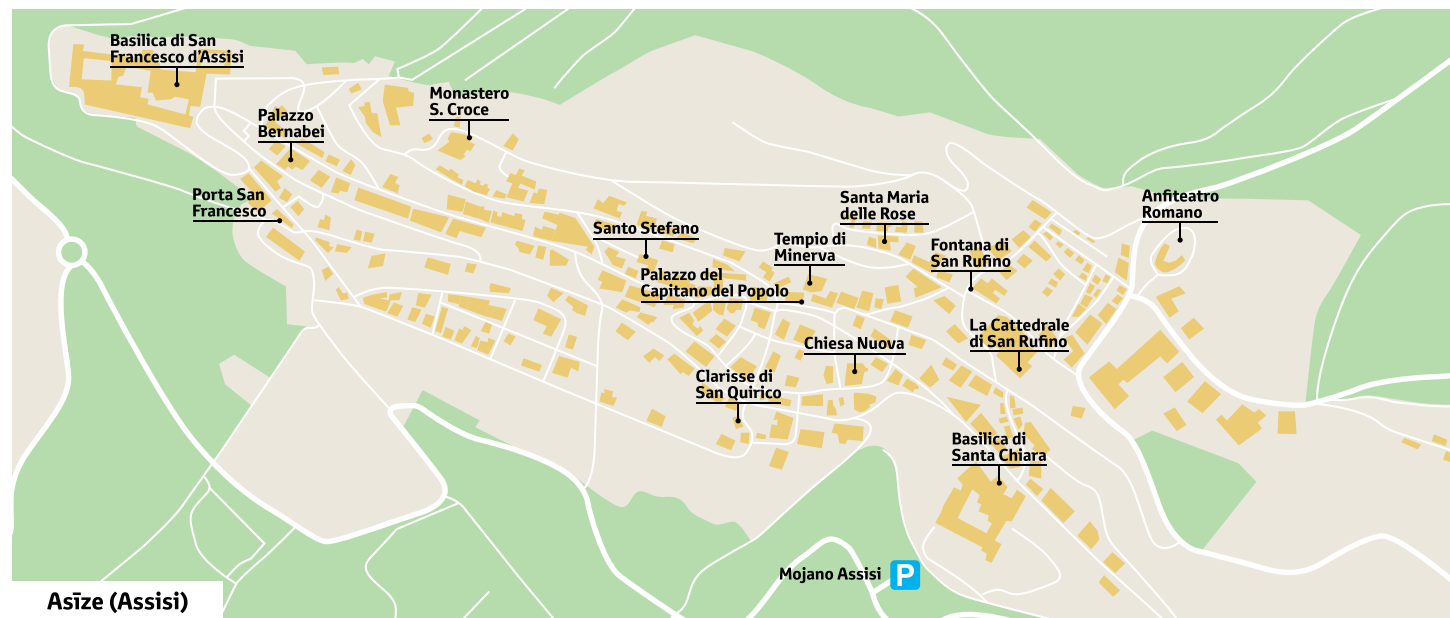 Basilica di San
Francesco d'Assisi
Monastero
S. Croce
Palazzo
Bernabei
Porta San
Francesco
Santa Maria
delle Rose
Anfiteatro
Romano
Santo Stefano
Tempio di
Minerva
Fontana di
San Rufino
Palazzo del
Capitano del Popolo
La Cattedrale
di San Rufino
Chiesa Nuova
Clarisse di
San Quirico
Basilica di
Santa Chiara
Mojano Assisi P
Asīze (Assisi)